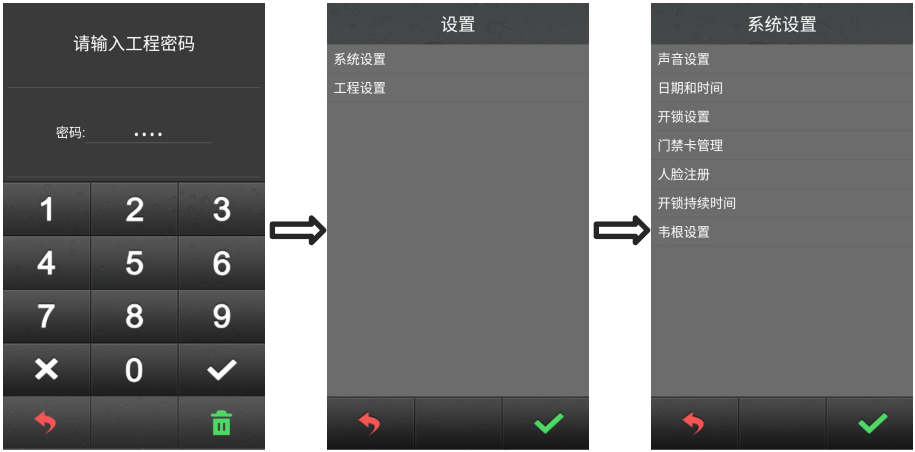 请输入工程密码
密码: ····
1 2 3
4 5 6
7 8 9
0
设置
系统设置
工程设置
系统设置
声音设置
日期和时间
开锁设置
门禁卡管理
人脸注册
开锁持续时间
韦根设置